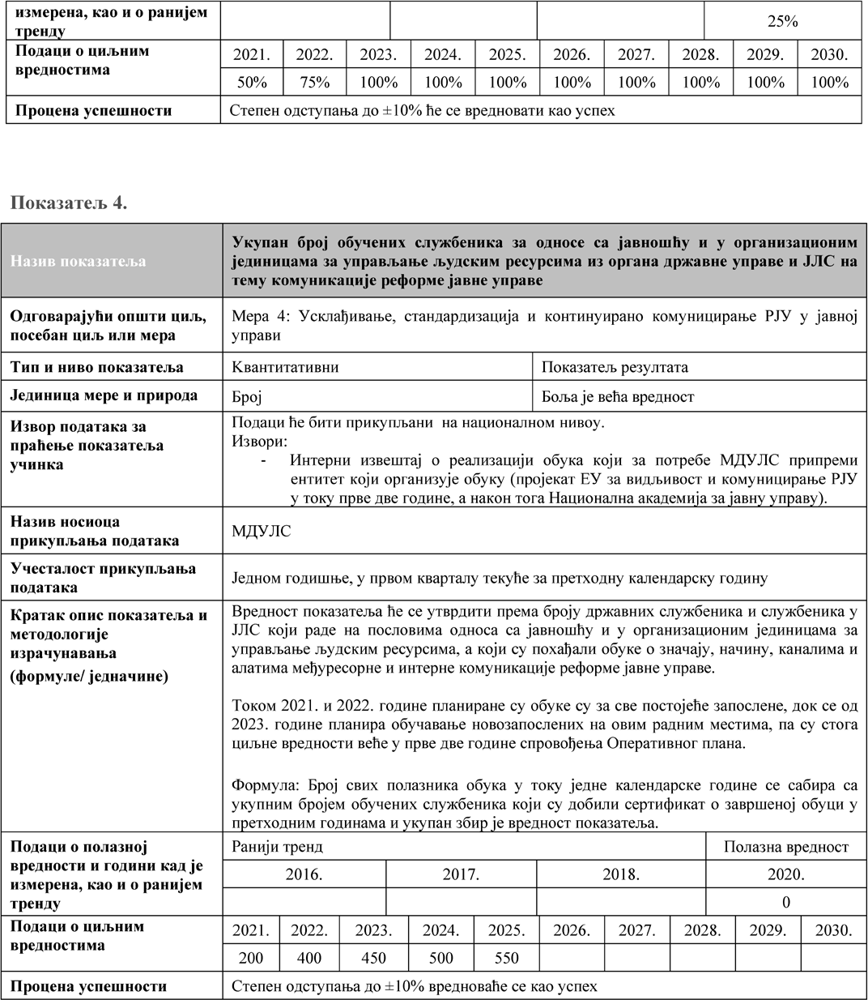 измерена, као и о ранијем
тренду
25%
Подаци о циљним
вредностима
2021. 2022. 2023. 2024. 2025. 2026. 2027. 2028. 2029. 2030.
50% 75% 100% 100% 100% 100% 100% 100% 100% 100%
Процена успешности
Степен одступања до ±10% ће се вредновати као успех
Показатељ 4.
Назив показатеља
Укупан број обучених службеника за односе са јавношћу и у организационим
јединицама за управљање људским ресурсима из органа државне управе и ЈЛС на
тему комуникације реформе јавне управе
Одговарајући општи циљ,
посебан циљ или мера
Мера 4: Усклађивање, стандардизација и континуирано комуницирање РЈУ у јавној
управи
Тип и ниво показатеља
Квантитативни
Показатељ резултата
Јединица мере и природа
Број
Боља је већа вредност
Извор података за
праћење показатеља
учинка
Подаци ће бити прикупљани на националном нивоу.
Извори:
- Интерни извештај о реализацији обука који за потребе МДУЛС припреми
ентитет који организује обуку (пројекат ЕУ за видљивост и комуницирање РЈУ
у току прве две године, а након тога Национална академија за јавну управу).
Назив носиоца
прикупљања података
МДУЛС
Учесталост прикупљања
података
Једном годишње, у првом кварталу текуће за претходну календарску годину
Кратак опис показатеља и
методологије
израчунавања
(формуле/ једначине)
Вредност показатеља ће се утврдити према броју државних службеника и службеника у
ЈЛС који раде на пословима односа са јавношћу и у организационим јединицама за
управљање људским ресурсима, а који су похађали обуке о значају, начину, каналима и
алатима међуресорне и интерне комуникације реформе јавне управе.
Током 2021. и 2022. године планиране су обуке су за све постојеће запослене, док се од
2023. године планира обучавање новозапослених на овим радним местима, па су стога
циљне вредности веће у прве две године спровођења Оперативног плана.
Формула: Број свих полазника обука у току једне календарске године се сабира са
укупним бројем обучених службеника који су добили сертификат о завршеној обуци у
претходним годинама и укупан збир је вредност показатеља.
Подаци о полазној
вредности и години кад је
измерена, као и о ранијем
тренду
Ранији тренд
Полазна вредност
2016. 2017. 2018. 2020.
0
Подаци о циљним
вредностима
2021. 2022. 2023. 2024. 2025. 2026. 2027. 2028. 2029. 2030.
200 400 450 500 550
Процена успешности
Степен одступања до ±10% вредноваће се као успех